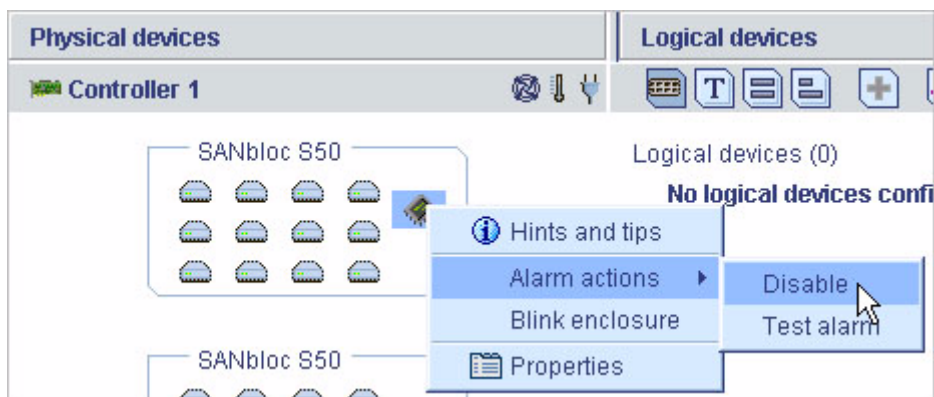 Physical devices
Logical devices
Controller 1
T
SANbloc S50
Logical devices (0)
No logical devices confi
Hints and tips
Alarm actions
Disable
Blink enclosure
Test alarm
SANbloc S50
Properties